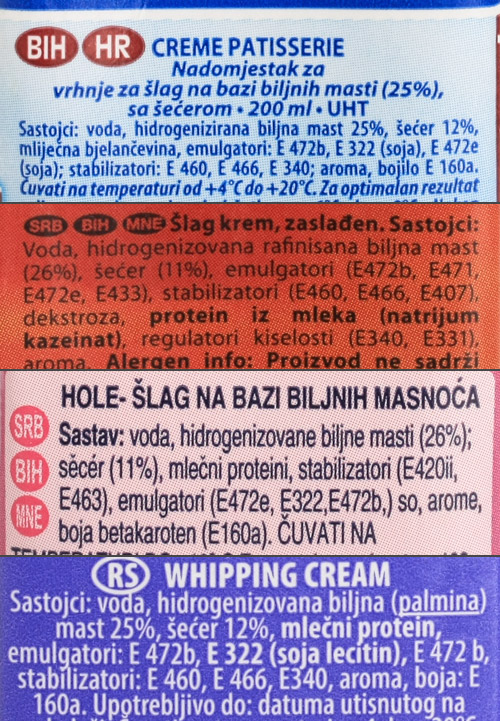 BIH HR CREME PATISSERIE
Nadomjestak za
vrhnje za šlag na bazi biljnih masti (25%),
sa šećerom • 200 ml • UHT
Sastojci: voda, hidrogenizirana biljna mast 25%, šećer 12%,
mliječna bjelančevina, emulgatori: E 472b, E 322 (soja), E 472e
(soja); stabilizatori: E 460, E 466, E 340; aroma, bojilo E 160a.
Čuvati na temperaturi od +4°C do +20°C. Za optimalan rezultat
SRB BIH MNE Šlag krem, zaslađen. Sastojci:
Voda, hidrogenizovana rafinisana biljna mast
(26%), šećer (11%), emulgatori (E472b, E471,
E472e, E433), stabilizatori (E460, E466, E407),
dekstroza, protein iz mleka (natrijum
kazeinat), regulatori kiselosti (E340, E331),
aroma. Alergen info: Proizvod ne sadrži
HOLE- ŠLAG NA BAZI BILJNIH MASNOĆA
SRB Sastav: voda, hidrogenizovane biljne masti (26%);
BIH sěcér (11%), mlečni proteini, stabilizatori (E420ii,
MNE E463), emulgatori (E472e, E322,E472b,) so, arome,
boja betakaroten (E160a). ČUVATI NA
RS WHIPPING CREAM
Sastojci: voda, hidrogenizovana biljna (palmina)
mast 25%, šećer 12%, mlečni protein,
emulgatori: E 472b, E 322 (soja lecitin), E 472 b,
stabilizatori: E 460, E 466, E340, aroma, boja: E
160a. Upotrebljivo do: datuma utisnutog na